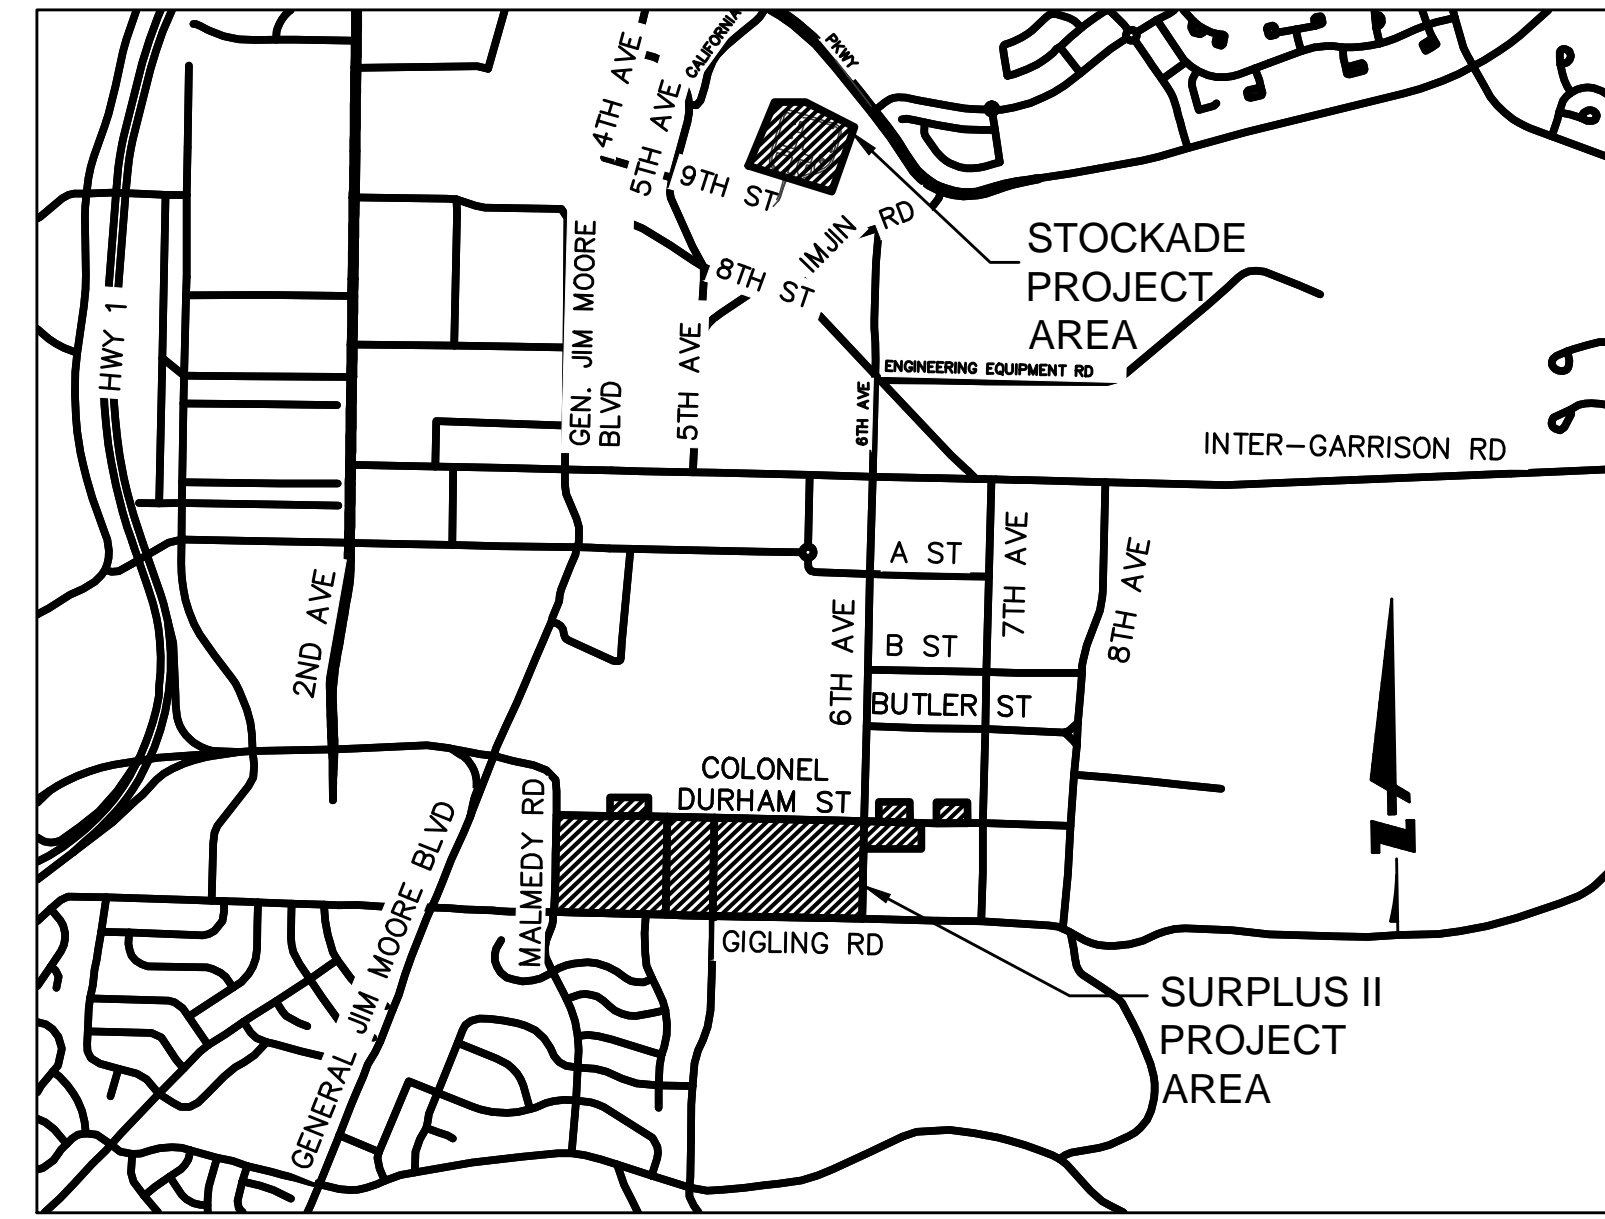 4TH AVE
CALIFORNIA
PKWY
5TH AVE
9TH ST
IMJIN RD
8TH ST
STOCKADE
PROJECT
AREA
HWY 1
GEN. JIM MOORE
BLVD
5TH AVE
ENGINEERING EQUIPMENT RD
6TH AVE
INTER-GARRISON RD
A ST
7TH AVE
8TH AVE
2ND AVE
6TH AVE
B ST
BUTLER ST
COLONEL
DURHAM ST
MALMEDY RD
GENERAL JIM MOORE BLVD
GIGLING RD
Z
SURPLUS II
PROJECT
AREA